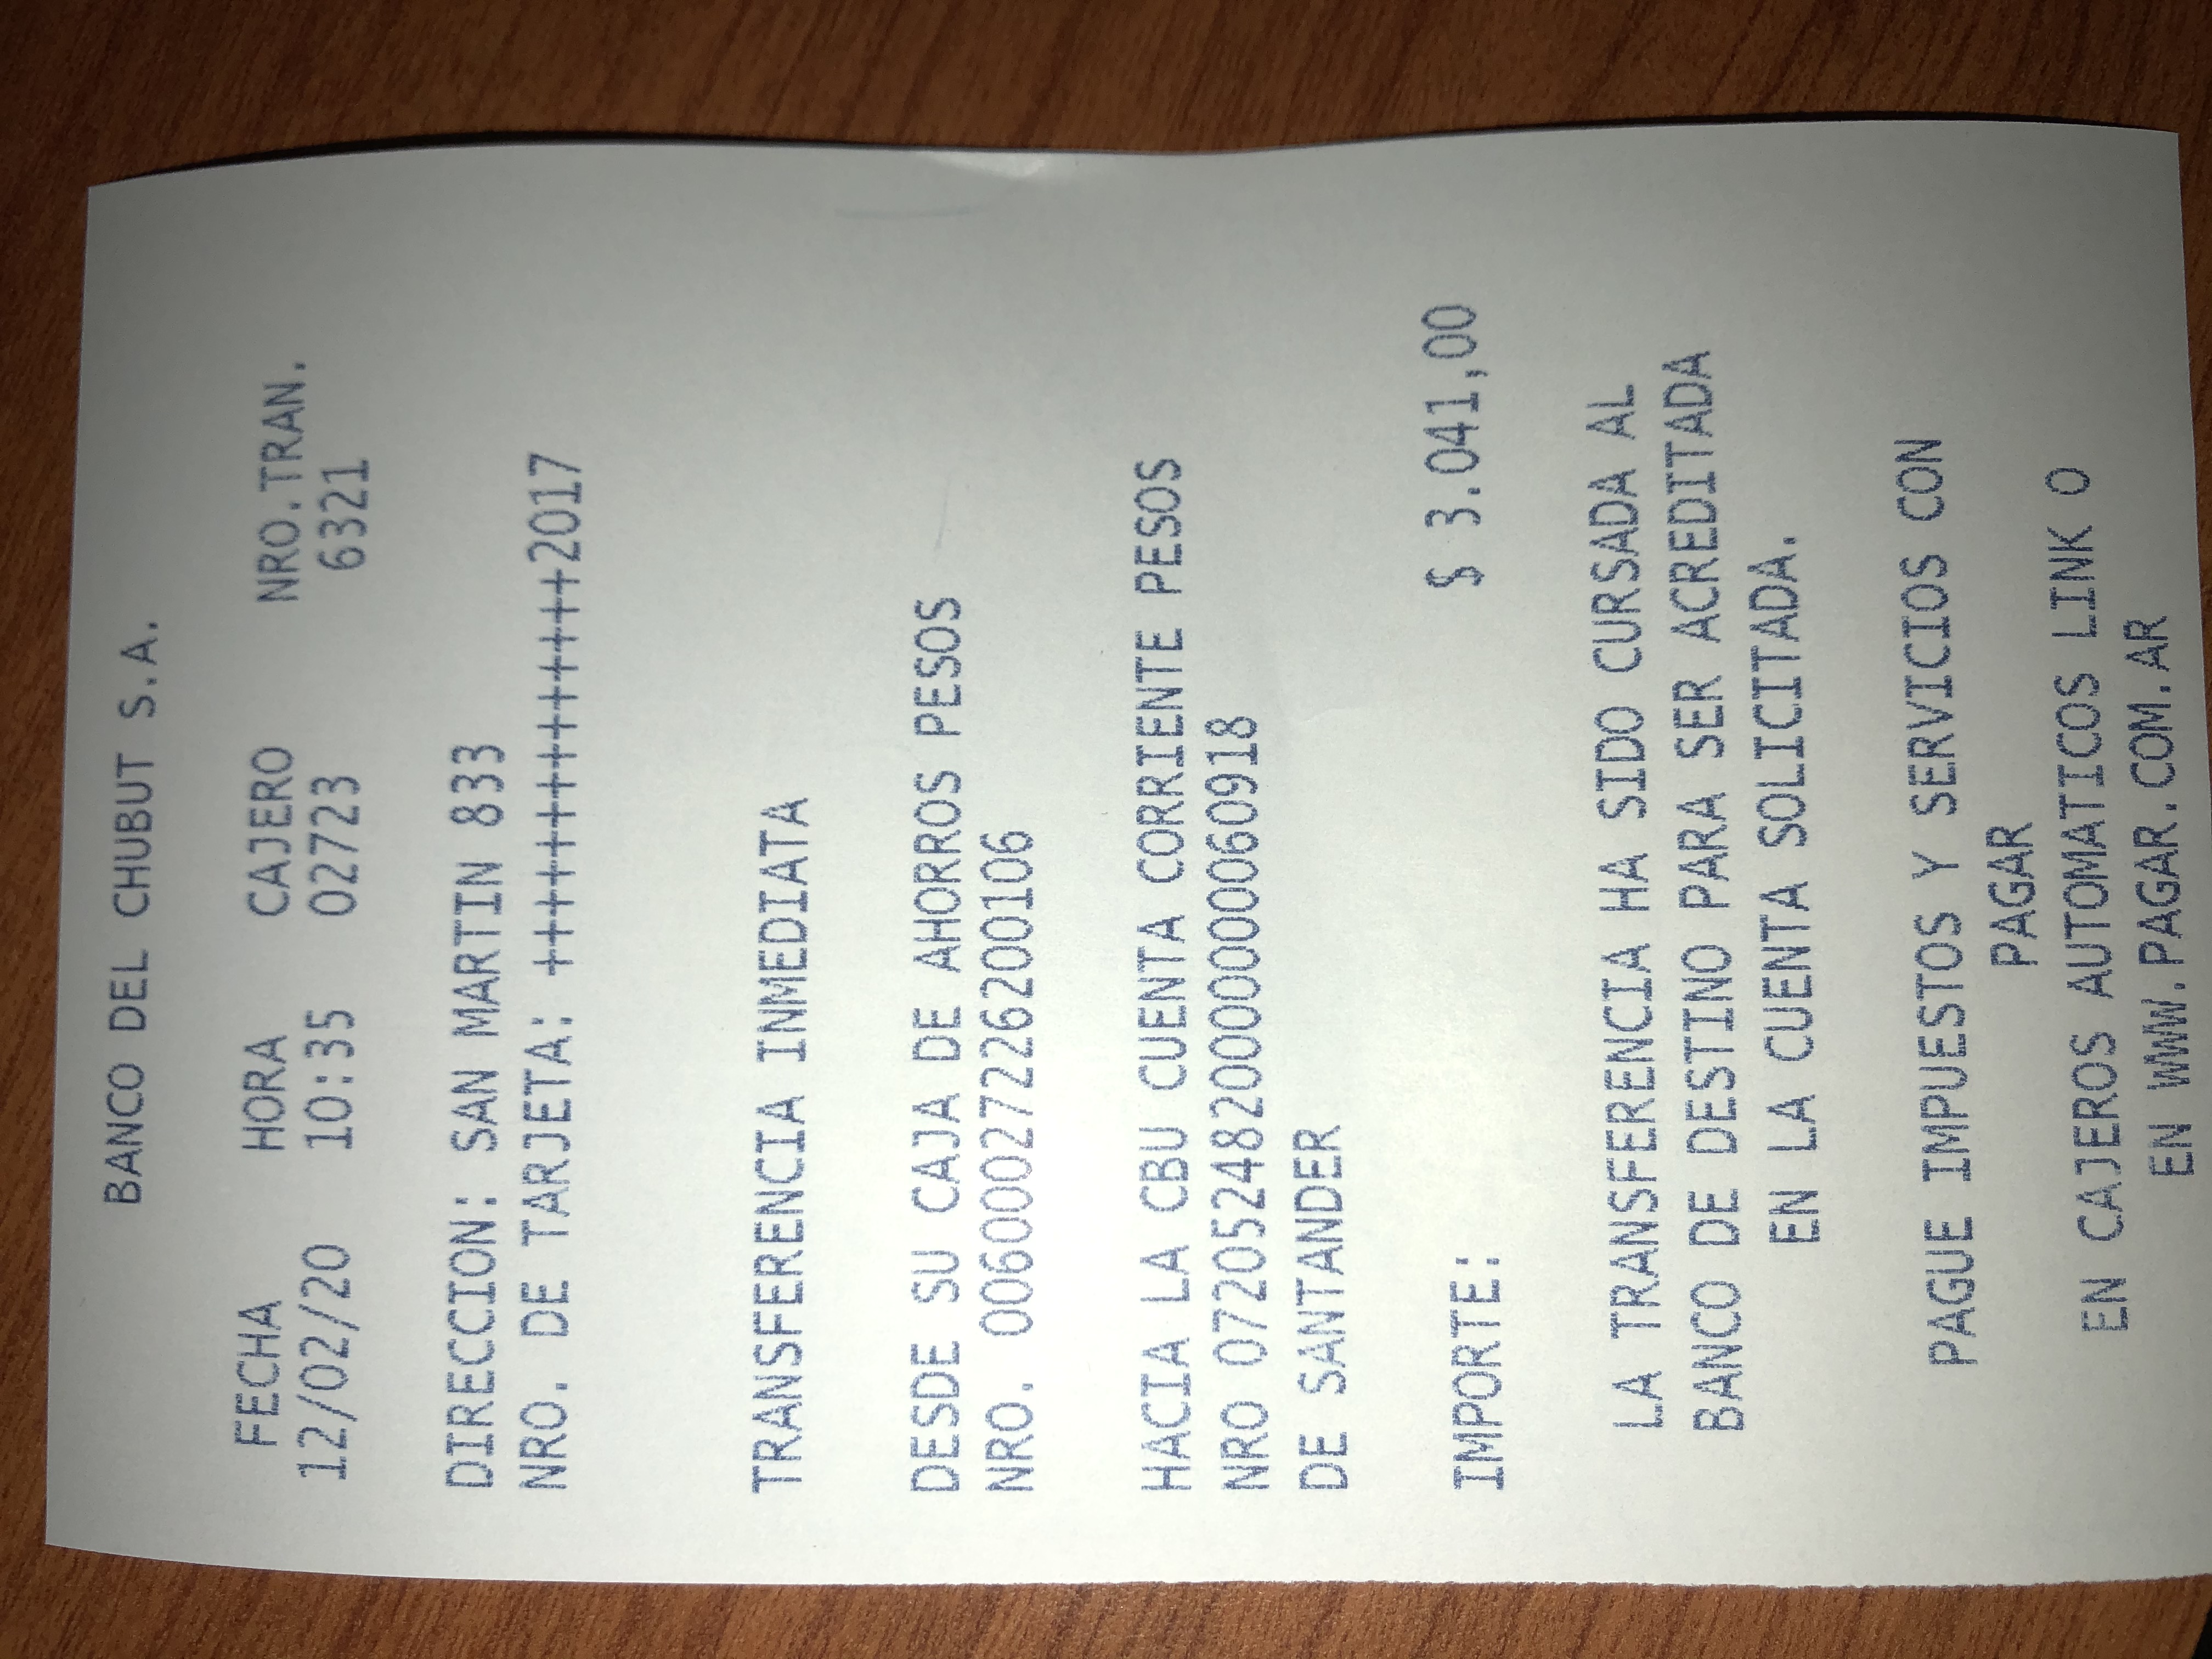 BANCO DEL CHUBUT S.A.
FECHA HORA CAJERO NRO.TRAN.
12/02/20 10:35 02723 6321
DIRECCION: SAN MARTIN 833
NRO. DE TARJETA: ++++++++++++++2017
TRANSFERENCIA INMEDIATA
DESDE SU CAJA DE AHORROS PESOS
NRO. 00600027226200106
HACIA LA CBU CUENTA CORRIENTE PESOS
NRO 0720524820000000060918
DE SANTANDER
IMPORTE: $ 3.041,00
LA TRANSFERENCIA HA SIDO CURSADA AL
BANCO DE DESTINO PARA SER ACREDITADA
EN LA CUENTA SOLICITADA.
PAGUE IMPUESTOS Y SERVICIOS CON
PAGAR
EN CAJEROS AUTOMATICOS LINK O
EN WWW.PAGAR.COM.AR